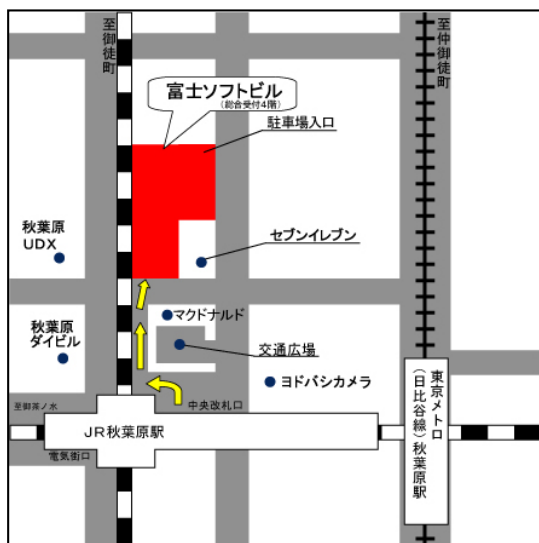 至御徒町
至仲御徒町
富士ソフトビル
(総合受付4階)
駐車場入口
秋葉原
UDX
セブンイレブン
マクドナルド
秋葉原
ダイビル
交通広場
ヨドバシカメラ
至御茶ノ水
中央改札口
JR秋葉原駅
電気街口
東京メトロ
(日比谷線)秋葉原駅